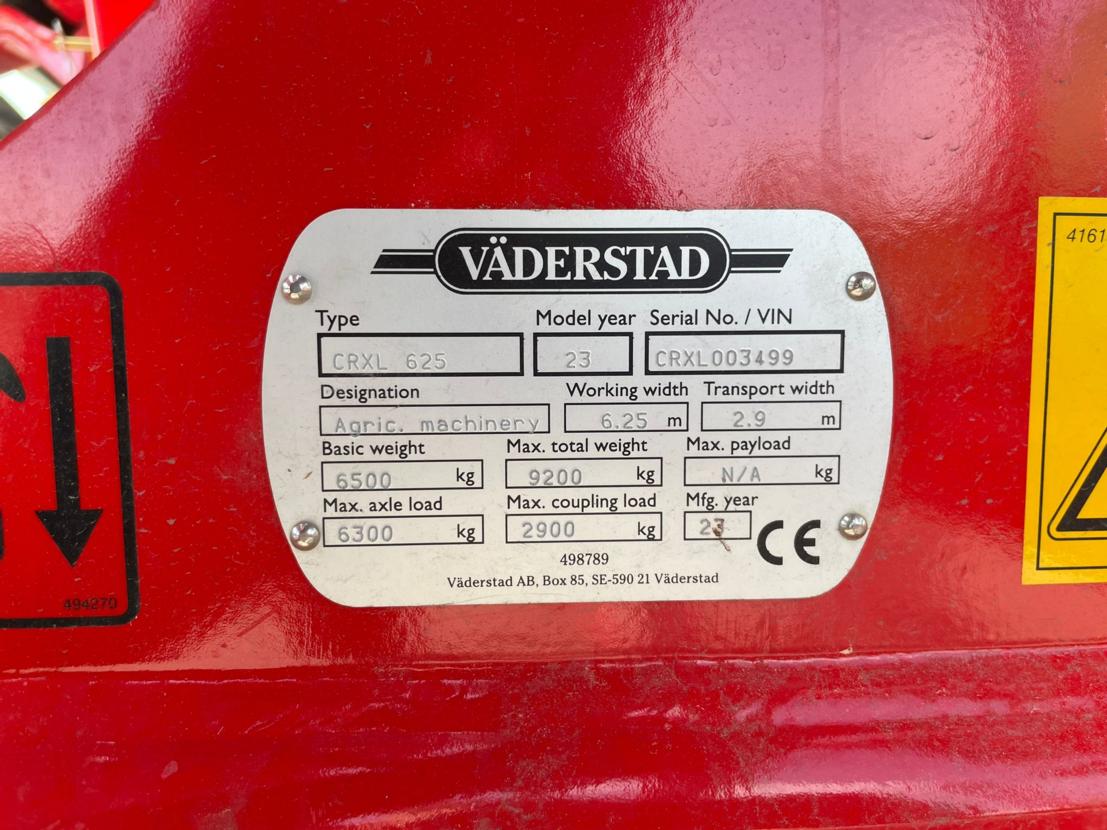 VÄDERSTAD
Type Model year Serial No. / VIN
CRXL 625 23 CRXL003499
Designation Working width Transport width
Agric. machinery 6.25 m 2.9 m
Basic weight Max. total weight Max. payload
6500 kg 9200 kg N/A kg
Max. axle load Max. coupling load Mfg. year
6300 kg 2900 kg 23
CE
498789
Väderstad AB, Box 85, SE-590 21 Väderstad
494270
4161